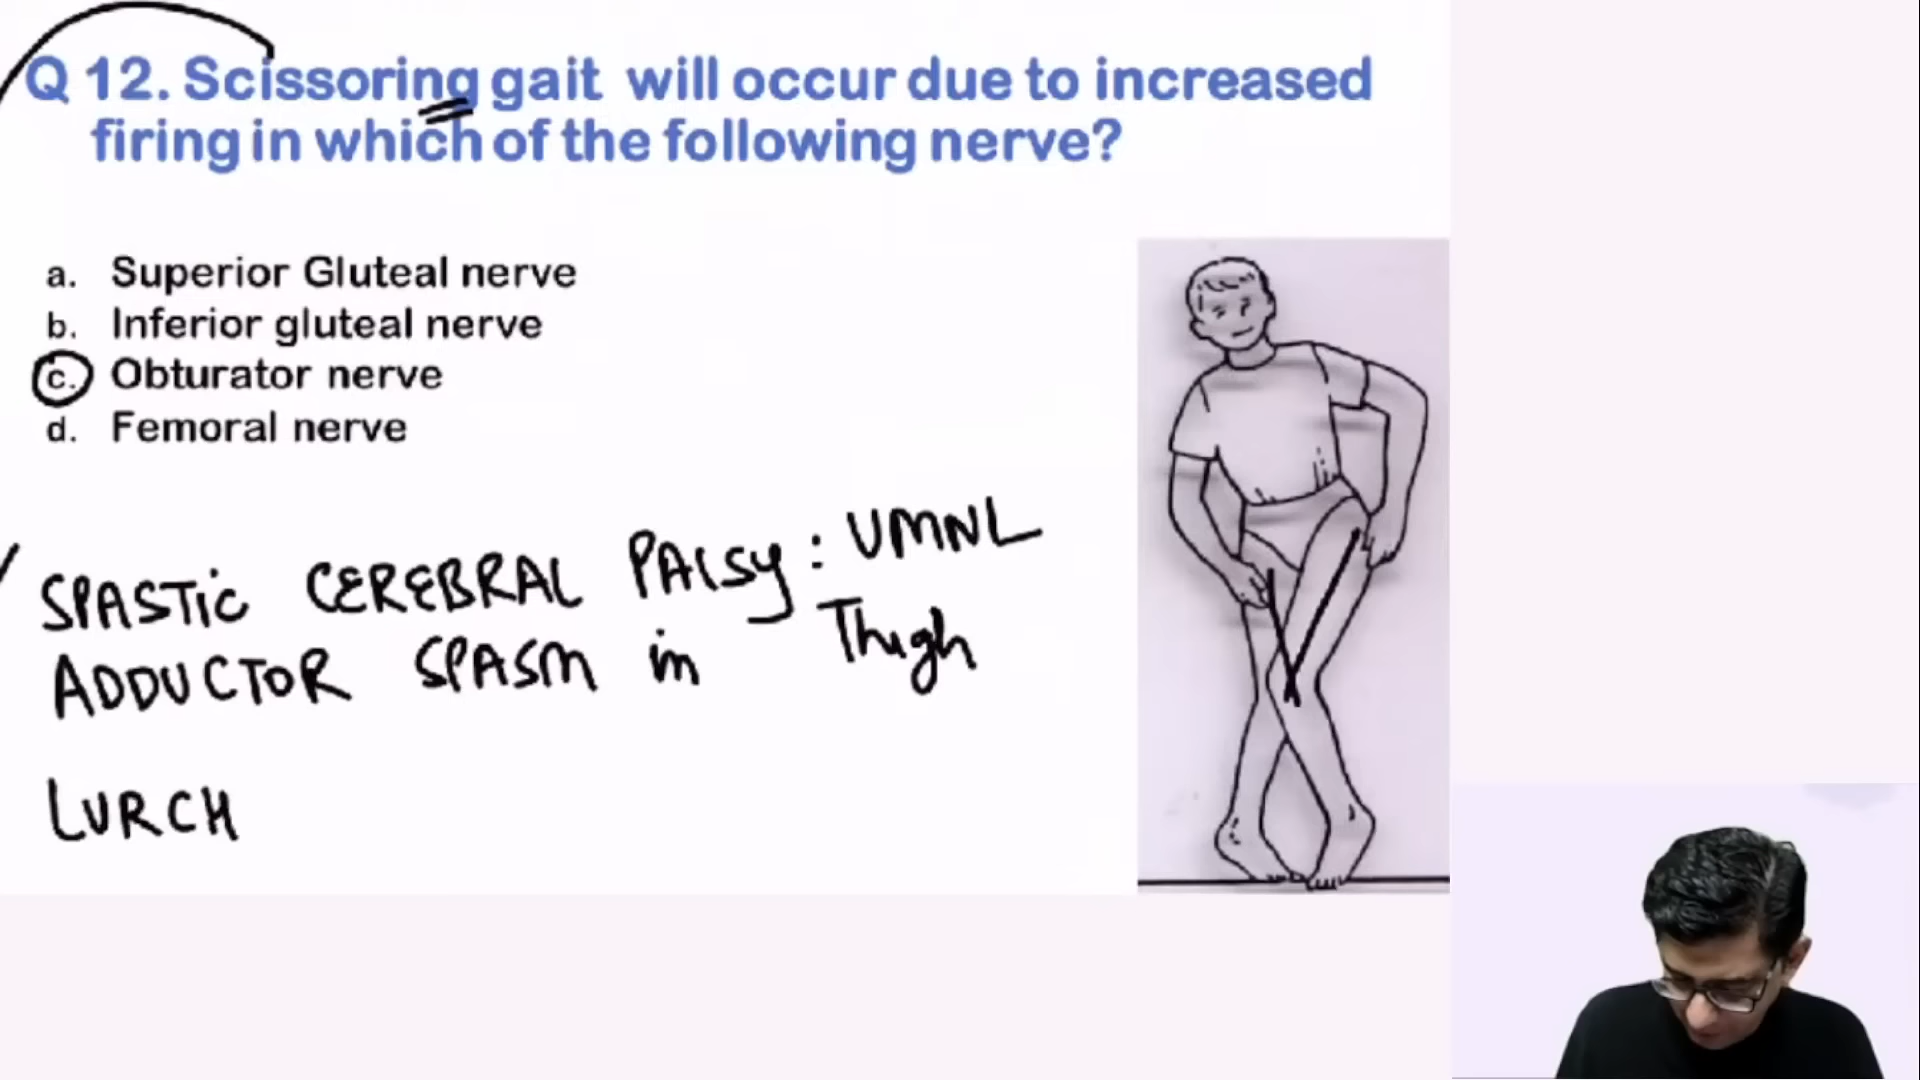 Q 12. Scissoring gait will occur due to increased
firing in which of the following nerve?
a. Superior Gluteal nerve
b. Inferior gluteal nerve
c. Obturator nerve
d. Femoral nerve
SPASTIC CEREBRAL PALSY : UMNL
ADDUCTOR SPASM in Thigh
LURCH